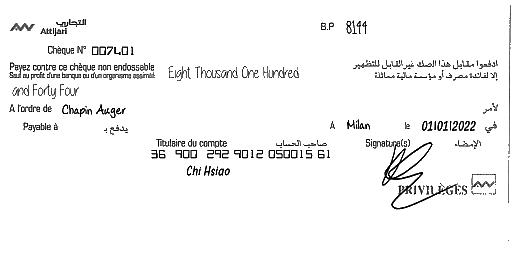 التجاري
Attijari
B.P 8144
Chèque N° 007401
Payez contre ce chèque non endossable
Sauf au profit d'une banque ou d'un organisme assimilé
Eight Thousand One Hundred
ادفعوا مقابل هذا الصك غير القابل للتظهير
إلا لفائدة مصرف أو مؤسسة مالية مماثلة
and Forty Four
A l'ordre de Chapin Auger لأمر
Payable à يدفع بـ
A Milan le 01/01/2022 في
Titulaire du compte صاحب الحساب Signature(s) الإمضاء
36 900 292 9012 050015 61
Chi Hsiao
PRIVILÈGES